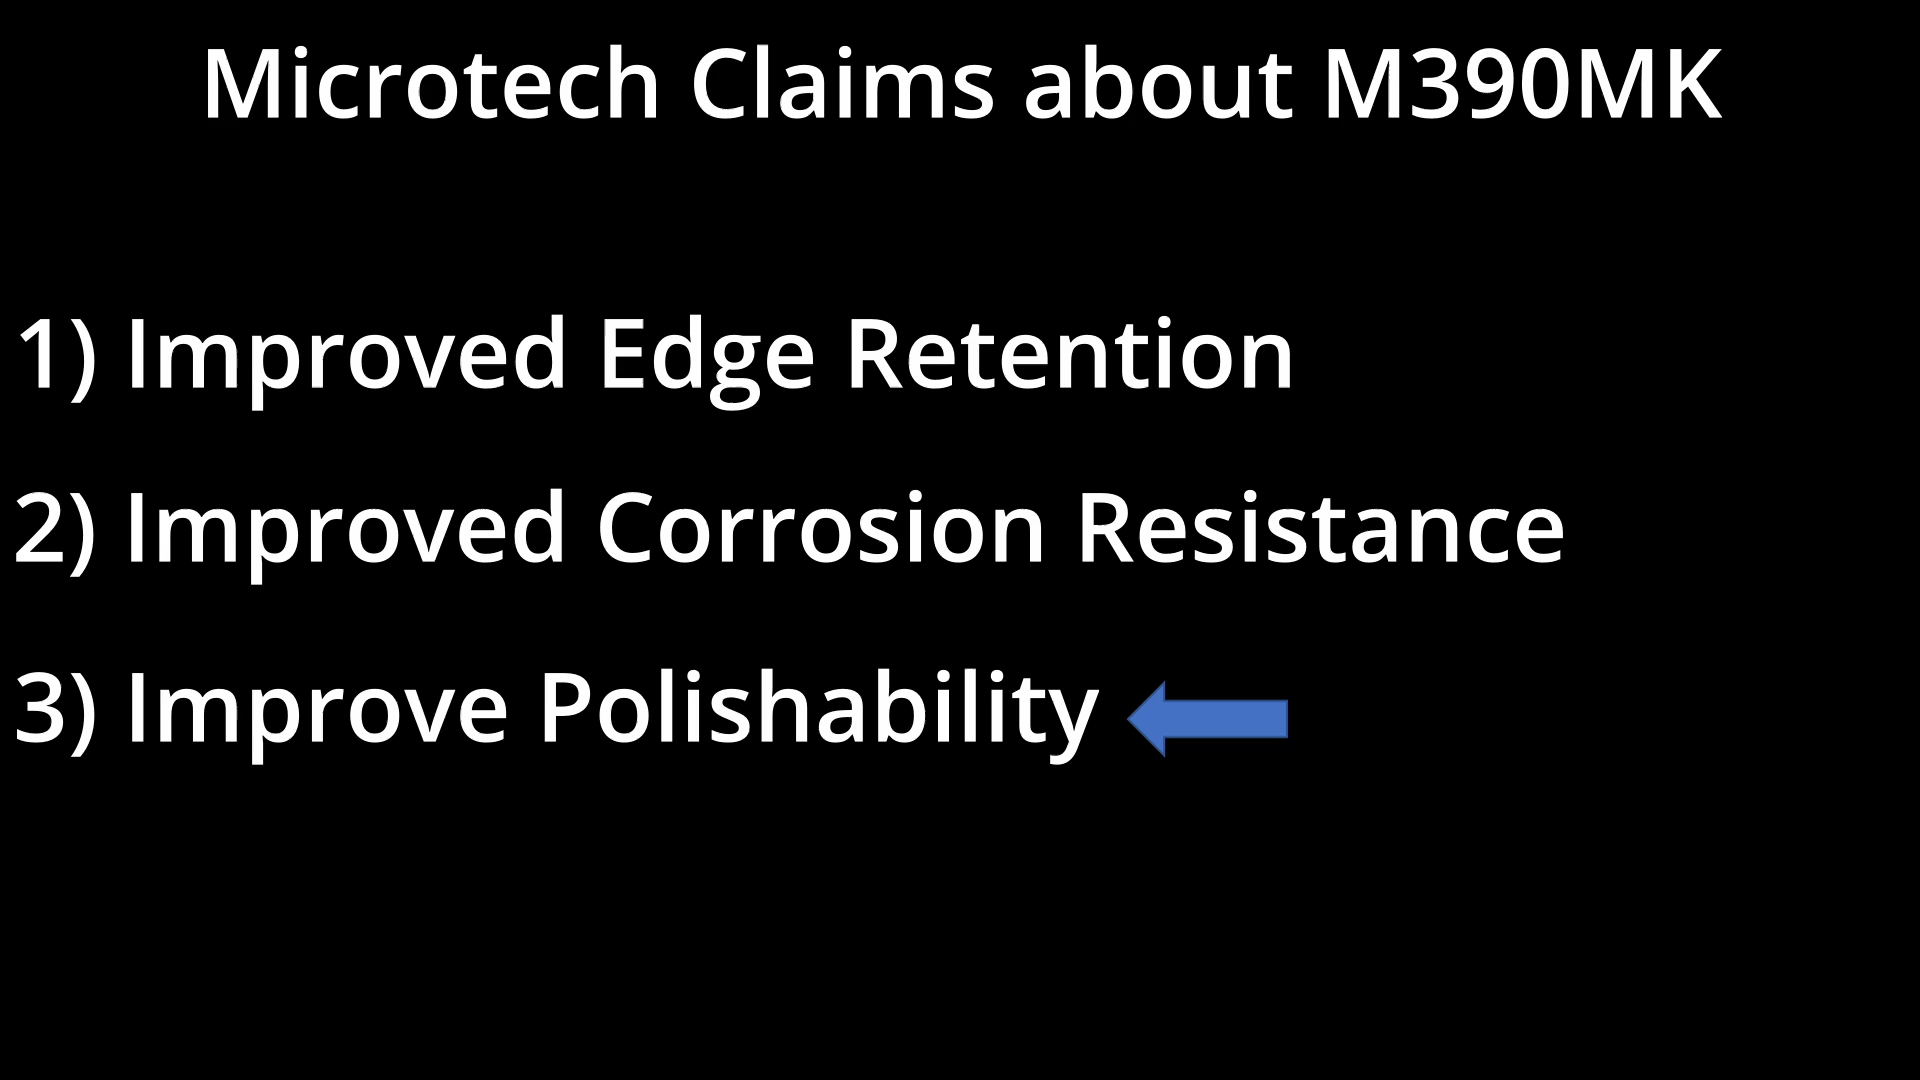 Microtech Claims about M390MK
1) Improved Edge Retention
2) Improved Corrosion Resistance
3) Improve Polishability